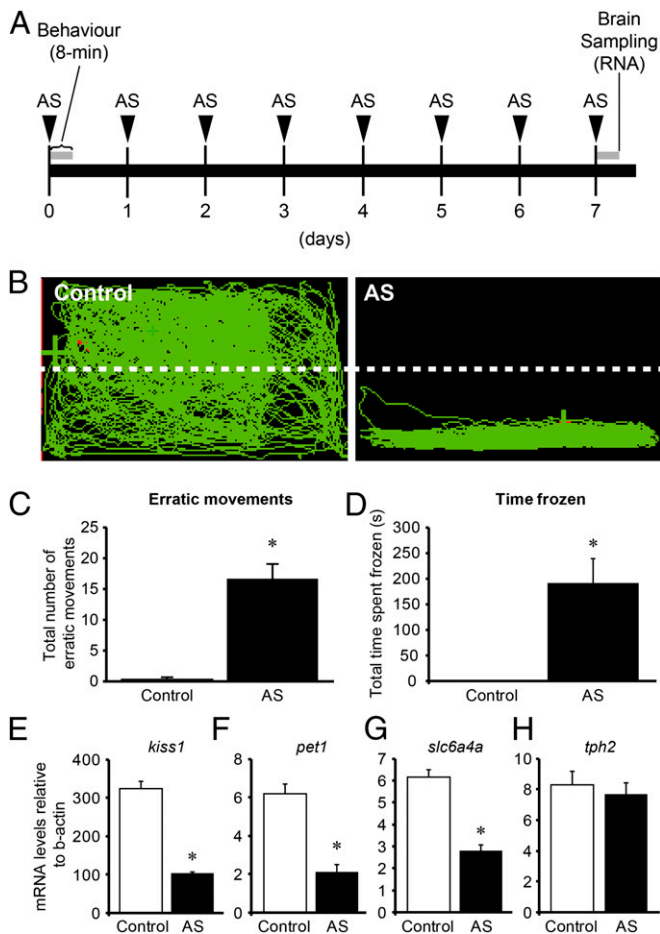 A
Behaviour
(8-min)
Brain
Sampling
(RNA)
AS AS AS AS AS AS AS AS
0 1 2 3 4 5 6 7
(days)
B
Control
AS
C
Erratic movements
Total number of
erratic movements
25
20
15
10
5
0
*
Control AS
D
Time frozen
Total time spent frozen (s)
300
250
200
150
100
50
0
*
Control AS
E
kiss1
mRNA levels relative
to b-actin
400
300
200
100
0
*
Control AS
F
pet1
8
6
4
2
0
*
Control AS
G
slc6a4a
7
6
5
4
3
2
1
0
*
Control AS
H
tph2
10
8
6
4
2
0
Control AS